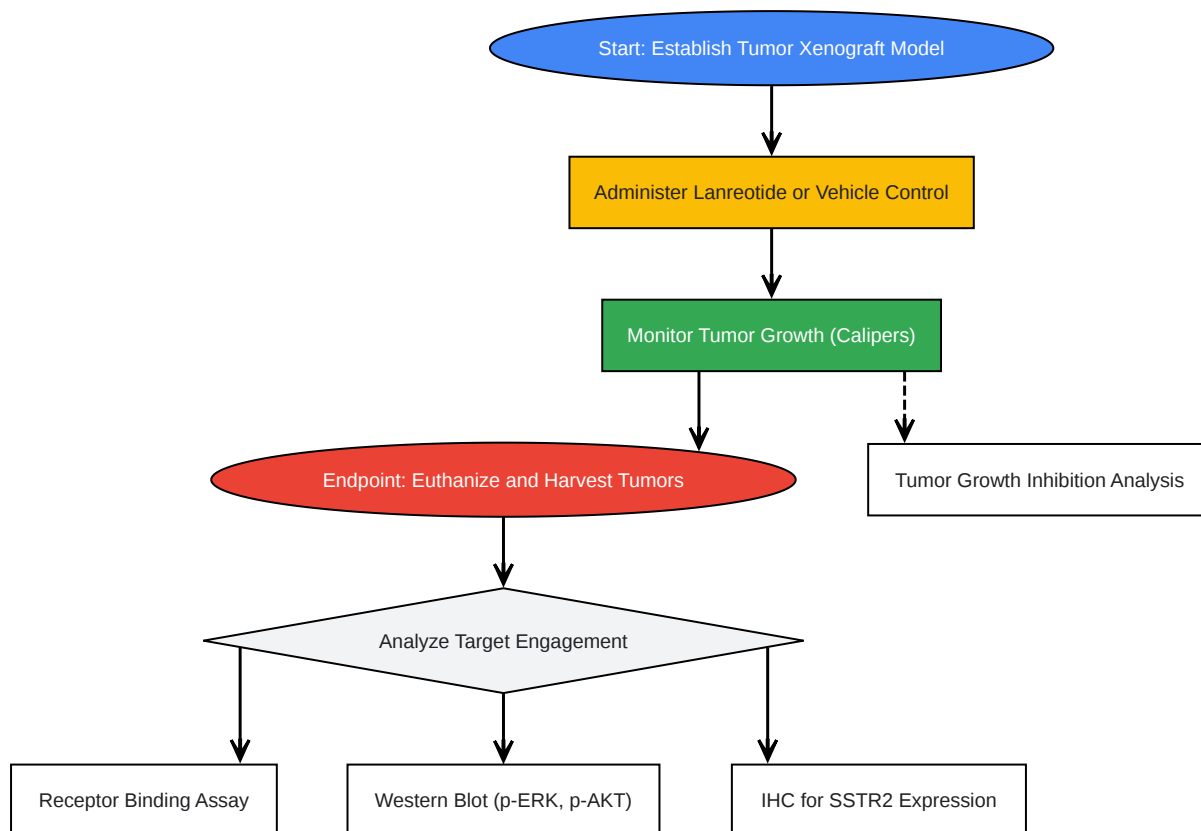 Start: Establish Tumor Xenograft Model
Administer Lanreotide or Vehicle Control
Monitor Tumor Growth (Calipers)
Endpoint: Euthanize and Harvest Tumors
Tumor Growth Inhibition Analysis
Analyze Target Engagement
Receptor Binding Assay
Western Blot (p-ERK, p-AKT)
IHC for SSTR2 Expression